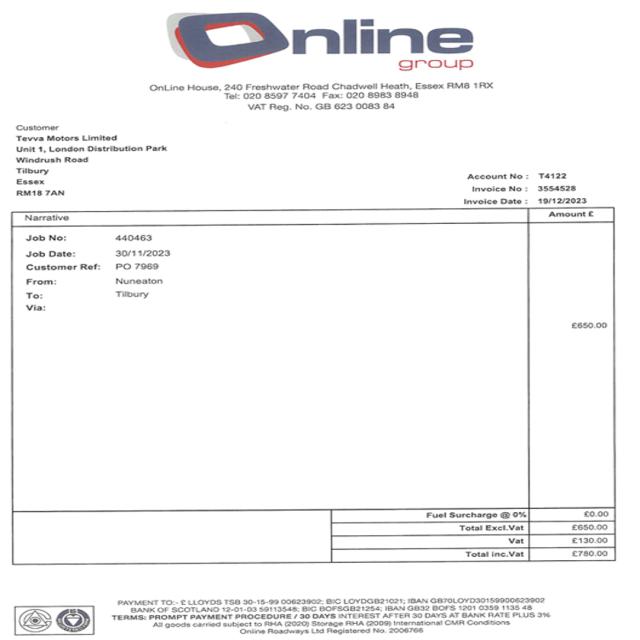 Online
group
OnLine House, 240 Freshwater Road Chadwell Heath, Essex RM8 1RX
Tel: 020 8597 7404 Fax: 020 8983 8948
VAT Reg. No. GB 623 0083 84
Customer
Tevva Motors Limited
Unit 1, London Distribution Park
Windrush Road
Tilbury
Essex
RM18 7AN
Account No : T4122
Invoice No : 3554528
Invoice Date : 19/12/2023
Narrative Amount £
Job No: 440463
Job Date: 30/11/2023
Customer Ref: PO 7969
From: Nuneaton
To: Tilbury
Via:
£650.00
Fuel Surcharge @ 0% £0.00
Total Excl.Vat £650.00
Vat £130.00
Total inc.Vat £780.00
PAYMENT TO:- £ LLOYDS TSB 30-15-99 00623902; BIC LOYDGB21021; IBAN GB70LOYD30159900623902
BANK OF SCOTLAND 12-01-03 59113548; BIC BOFSGB21254; IBAN GB32 BOFS 1201 0359 1135 48
TERMS: PROMPT PAYMENT PROCEDURE / 30 DAYS INTEREST AFTER 30 DAYS AT BANK RATE PLUS 3%
All goods carried subject to RHA (2020) Storage RHA (2009) International CMR Conditions
Online Roadways Ltd Registered No. 2006766